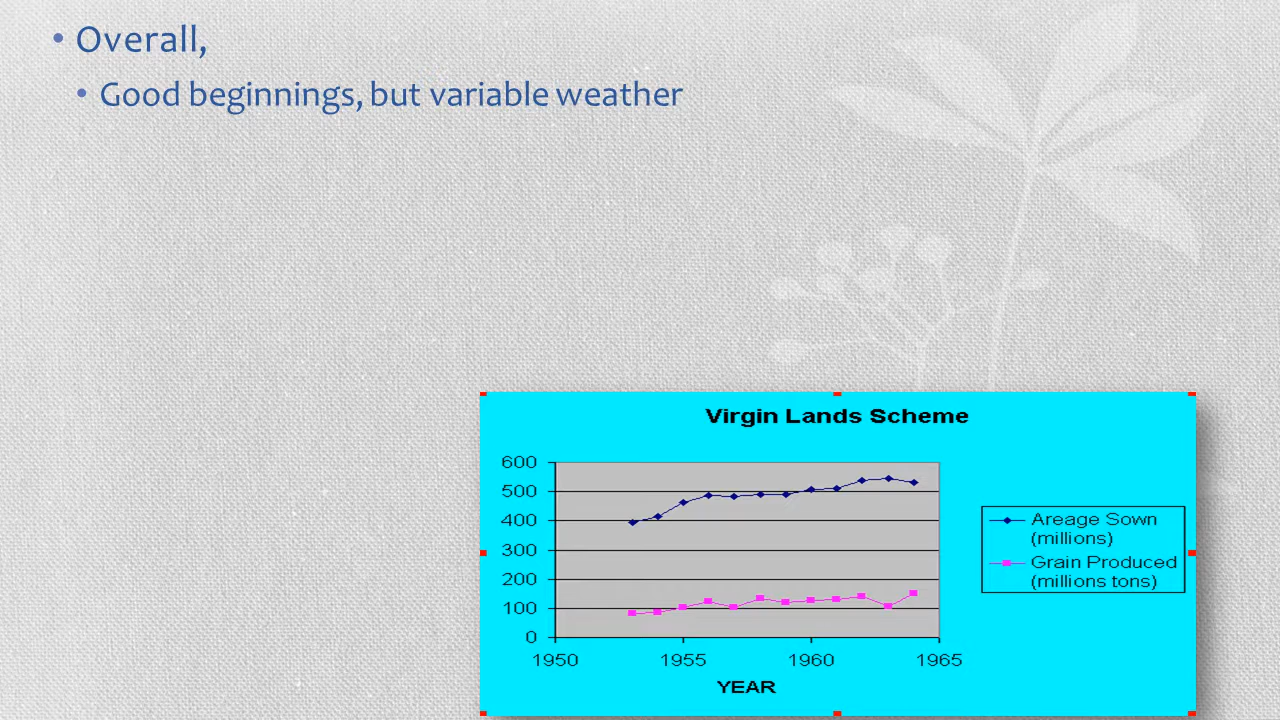 • Overall,
• Good beginnings, but variable weather
Virgin Lands Scheme
600
500
400
300
200
100
0
1950 1955 1960 1965
YEAR
Areage Sown
(millions)
Grain Produced
(millions tons)